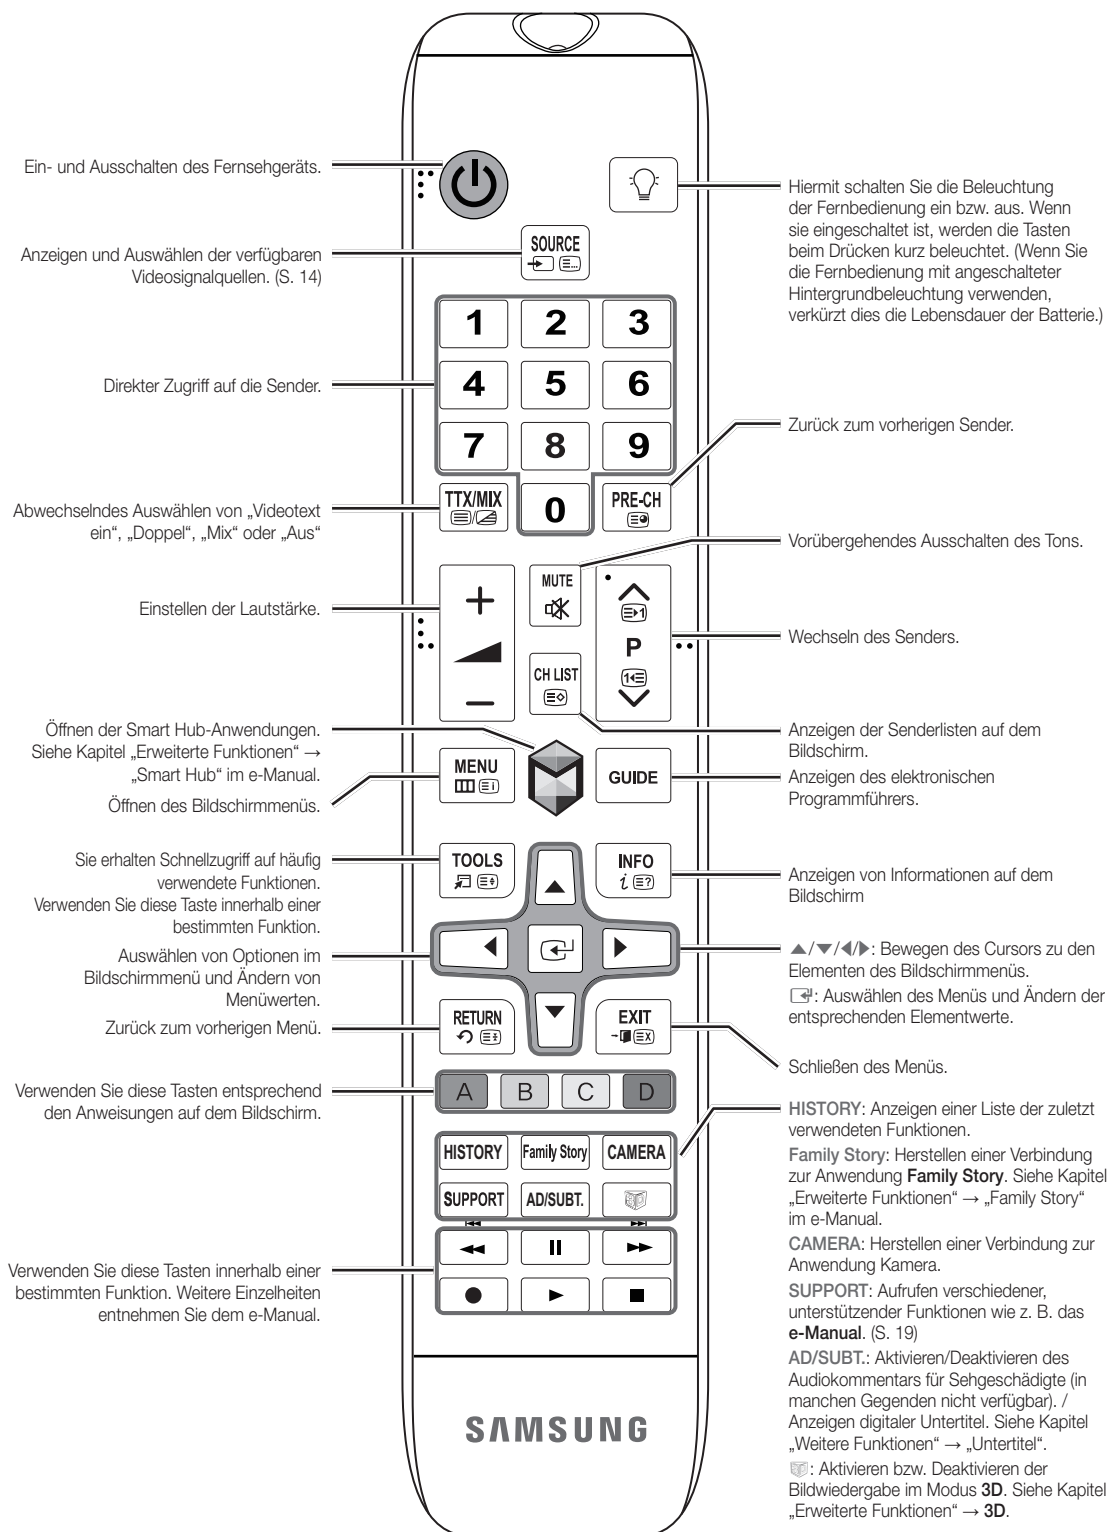 Ein- und Ausschalten des Fernsehgeräts.
Hiermit schalten Sie die Beleuchtung
der Fernbedienung ein bzw. aus. Wenn
sie eingeschaltet ist, werden die Tasten
beim Drücken kurz beleuchtet. (Wenn Sie
die Fernbedienung mit angeschalteter
Hintergrundbeleuchtung verwenden,
verkürzt dies die Lebensdauer der Batterie.)
SOURCE
Anzeigen und Auswählen der verfügbaren
Videosignalquellen. (S. 14)
1 2 3
Direkter Zugriff auf die Sender.
4 5 6
7 8 9
Zurück zum vorherigen Sender.
TTX/MIX 0 PRE-CH
Abwechselndes Auswählen von „Videotext
ein“, „Doppel“, „Mix“ oder „Aus“
Vorübergehendes Ausschalten des Tons.
MUTE
Einstellen der Lautstärke.
+
1
P
Wechseln des Senders.
1
CH LIST
−
Anzeigen der Senderlisten auf dem
Bildschirm.
Öffnen der Smart Hub-Anwendungen.
Siehe Kapitel „Erweiterte Funktionen“ →
„Smart Hub“ im e-Manual.
Öffnen des Bildschirmmenüs.
MENU GUIDE
Anzeigen des elektronischen
Programmführers.
TOOLS INFO
Sie erhalten Schnellzugriff auf häufig
verwendete Funktionen.
Verwenden Sie diese Taste innerhalb einer
bestimmten Funktion.
Anzeigen von Informationen auf dem
Bildschirm
Auswählen von Optionen im
Bildschirmmenü und Ändern von
Menüwerten.
▲/▼/◀/▶: Bewegen des Cursors zu den
Elementen des Bildschirmmenüs.
: Auswählen des Menüs und Ändern der
entsprechenden Elementwerte.
RETURN EXIT
Zurück zum vorherigen Menü.
Schließen des Menüs.
Verwenden Sie diese Tasten entsprechend
den Anweisungen auf dem Bildschirm.
A B C D
HISTORY Family Story CAMERA
SUPPORT AD/SUBT.
Verwenden Sie diese Tasten innerhalb einer
bestimmten Funktion. Weitere Einzelheiten
entnehmen Sie dem e-Manual.
HISTORY: Anzeigen einer Liste der zuletzt
verwendeten Funktionen.
Family Story: Herstellen einer Verbindung
zur Anwendung Family Story. Siehe Kapitel
„Erweiterte Funktionen“ → „Family Story“
im e-Manual.
CAMERA: Herstellen einer Verbindung zur
Anwendung Kamera.
SUPPORT: Aufrufen verschiedener,
unterstützender Funktionen wie z. B. das
e-Manual. (S. 19)
AD/SUBT.: Aktivieren/Deaktivieren des
Audiokommentars für Sehgeschädigte (in
manchen Gegenden nicht verfügbar). /
Anzeigen digitaler Untertitel. Siehe Kapitel
„Weitere Funktionen“ → „Untertitel“.
: Aktivieren bzw. Deaktivieren der
Bildwiedergabe im Modus 3D. Siehe Kapitel
„Erweiterte Funktionen“ → 3D.
SAMSUNG